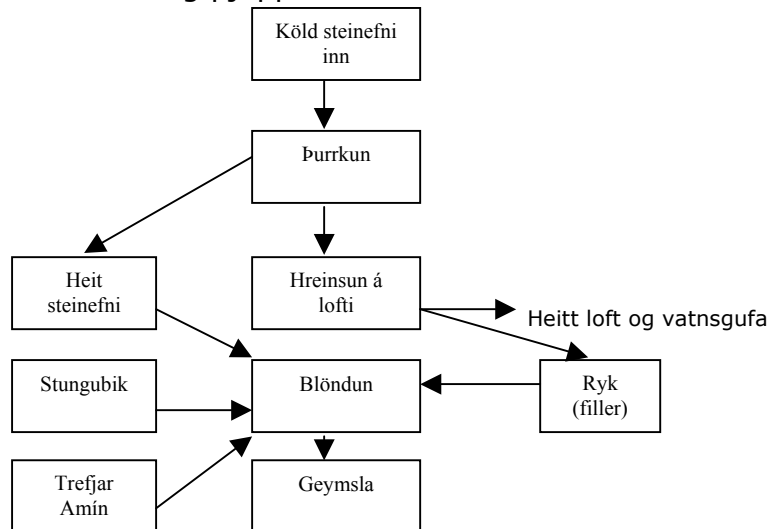 Köld steinefni
inn
Þurrkun
Heit
steinefni
Hreinsun á
lofti
Heitt loft og vatnsgufa
Stungubik
Blöndun
Ryk
(filler)
Trefjar
Amín
Geymsla